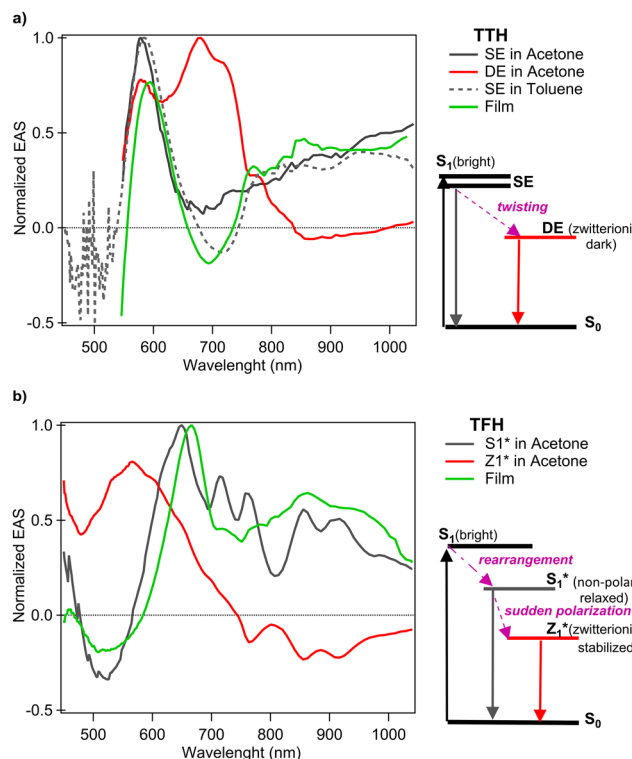 a)
TTH
SE in Acetone
DE in Acetone
SE in Toluene
Film
Normalized EAS
1.0
0.5
0.0
-0.5
500
600
700
800
900
1000
Wavelenght (nm)
S1(bright)
SE
twisting
DE (zwitterioni
dark)
S0
b)
TFH
S1* in Acetone
Z1* in Acetone
Film
Normalized EAS
1.0
0.5
0.0
-0.5
500
600
700
800
900
1000
Wavelenght (nm)
S1(bright)
rearrangement
S1* (non-pola
relaxed)
sudden polarization
Z1*(zwitterioni
stabilized
S0